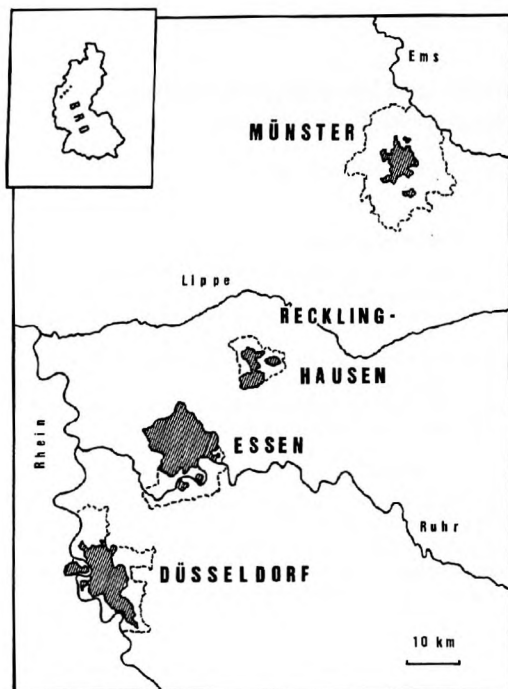 BRD
Ems
MÜNSTER
Lippe
RECKLING-
HAUSEN
Rhein
ESSEN
Ruhr
DÜSSELDORF
10 km